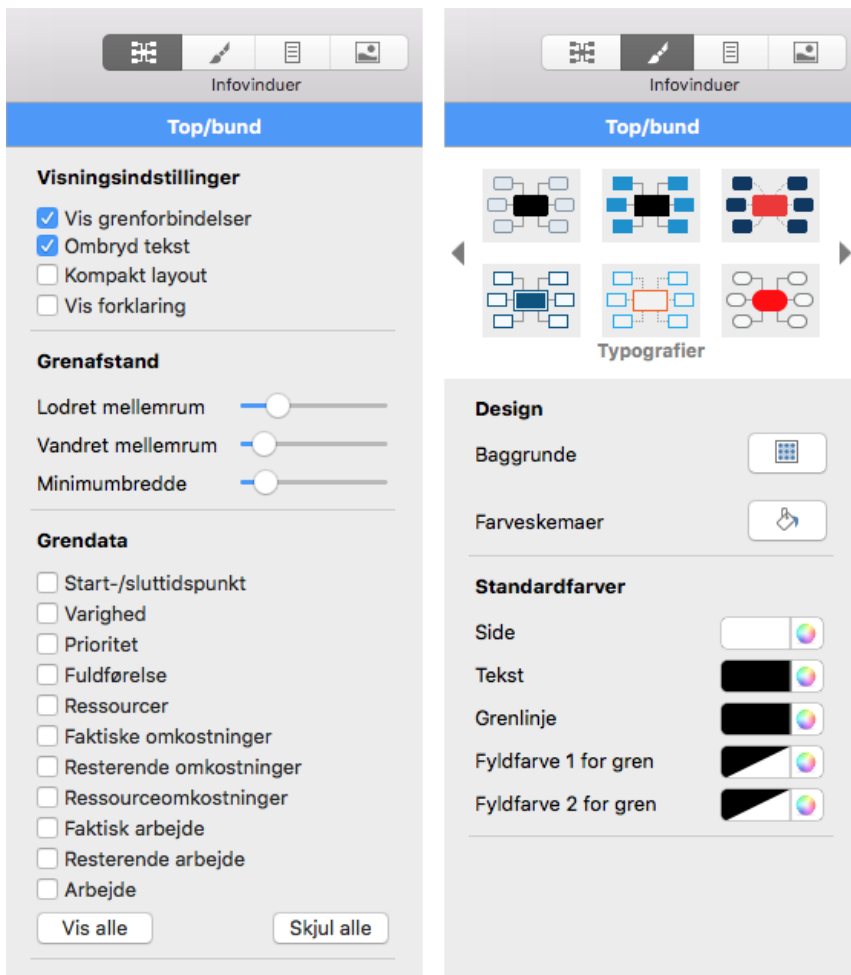 Infovinduer
Top/bund
Visningsindstillinger
Vis grenforbindelser
Ombryd tekst
Kompakt layout
Vis forklaring
Grenafstand
Lodret mellemrum
Vandret mellemrum
Minimumbredde
Grendata
Start-/sluttidspunkt
Varighed
Prioritet
Fuldførelse
Ressourcer
Faktiske omkostninger
Resterende omkostninger
Ressourceomkostninger
Faktisk arbejde
Resterende arbejde
Arbejde
Vis alle Skjul alle
Infovinduer
Top/bund
Typografier
Design
Baggrunde
Farveskemaer
Standardfarver
Side
Tekst
Grenlinje
Fyldfarve 1 for gren
Fyldfarve 2 for gren